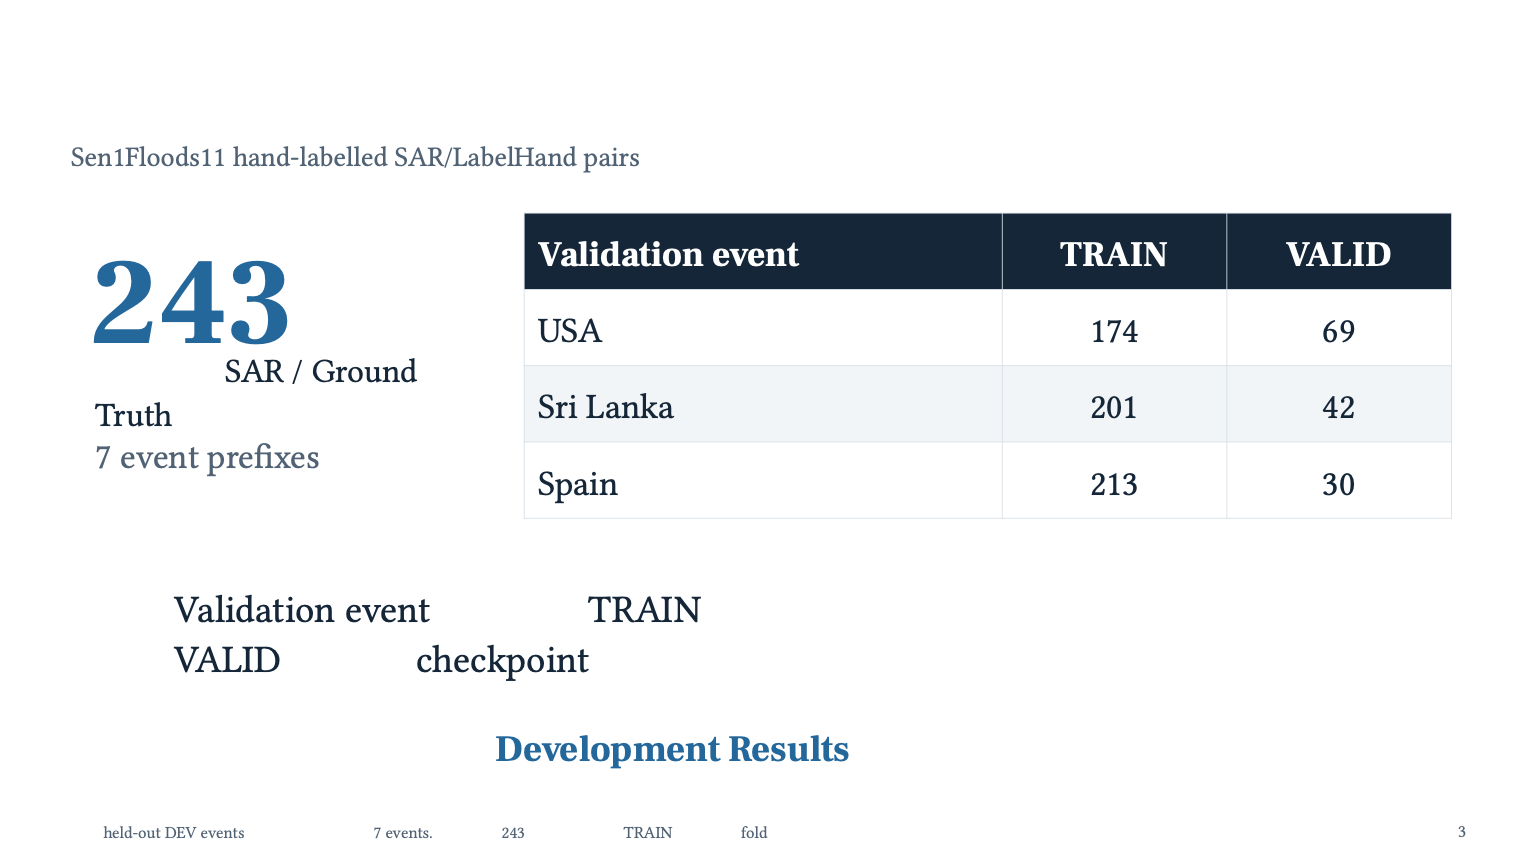 Sen1Floods11 hand-labelled SAR/LabelHand pairs
243
SAR / Ground
Truth
7 event prefixes
Validation event TRAIN VALID
USA 174 69
Sri Lanka 201 42
Spain 213 30
Validation event TRAIN
VALID checkpoint
Development Results
held-out DEV events 7 events. 243 TRAIN fold 3